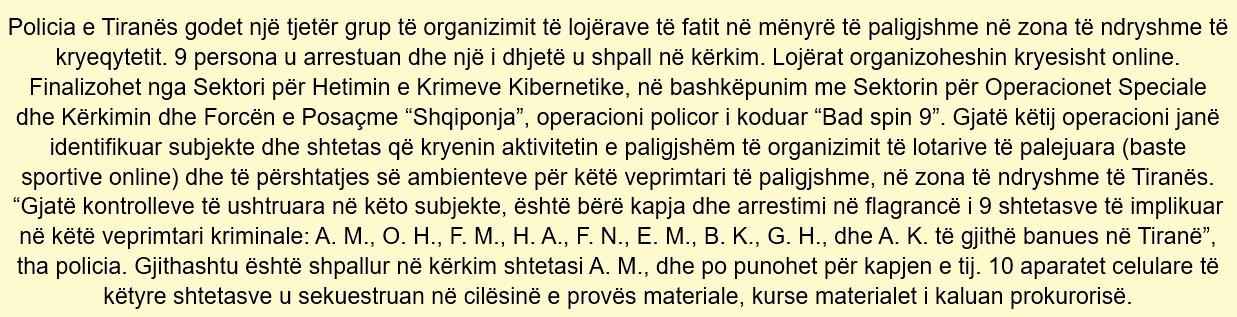 Policia e Tiranës godet një tjetër grup të organizimit të lojërave të fatit në mënyrë të paligjshme në zona të ndryshme të
kryeqytetit. 9 persona u arrestuan dhe një i dhjetë u shpall në kërkim. Lojërat organizoheshin kryesisht online.
Finalizohet nga Sektori për Hetimin e Krimeve Kibernetike, në bashkëpunim me Sektorin për Operacionet Speciale
dhe Kërkimin dhe Forcën e Posaçme “Shqiponja”, operacioni policor i koduar “Bad spin 9”. Gjatë këtij operacioni janë
identifikuar subjekte dhe shtetas që kryenin aktivitetin e paligjshëm të organizimit të lotarive të palejuara (baste
sportive online) dhe të përshtatjes së ambienteve për këtë veprimtari të paligjshme, në zona të ndryshme të Tiranës.
“Gjatë kontrolleve të ushtruara në këto subjekte, është bërë kapja dhe arrestimi në flagrancë i 9 shtetasve të implikuar
në këtë veprimtari kriminale: A. M., O. H., F. M., H. A., F. N., E. M., B. K., G. H., dhe A. K. të gjithë banues në Tiranë”,
tha policia. Gjithashtu është shpallur në kërkim shtetasi A. M., dhe po punohet për kapjen e tij. 10 aparatet celulare të
këtyre shtetasve u sekuestruan në cilësinë e provës materiale, kurse materialet i kaluan prokurorisë.